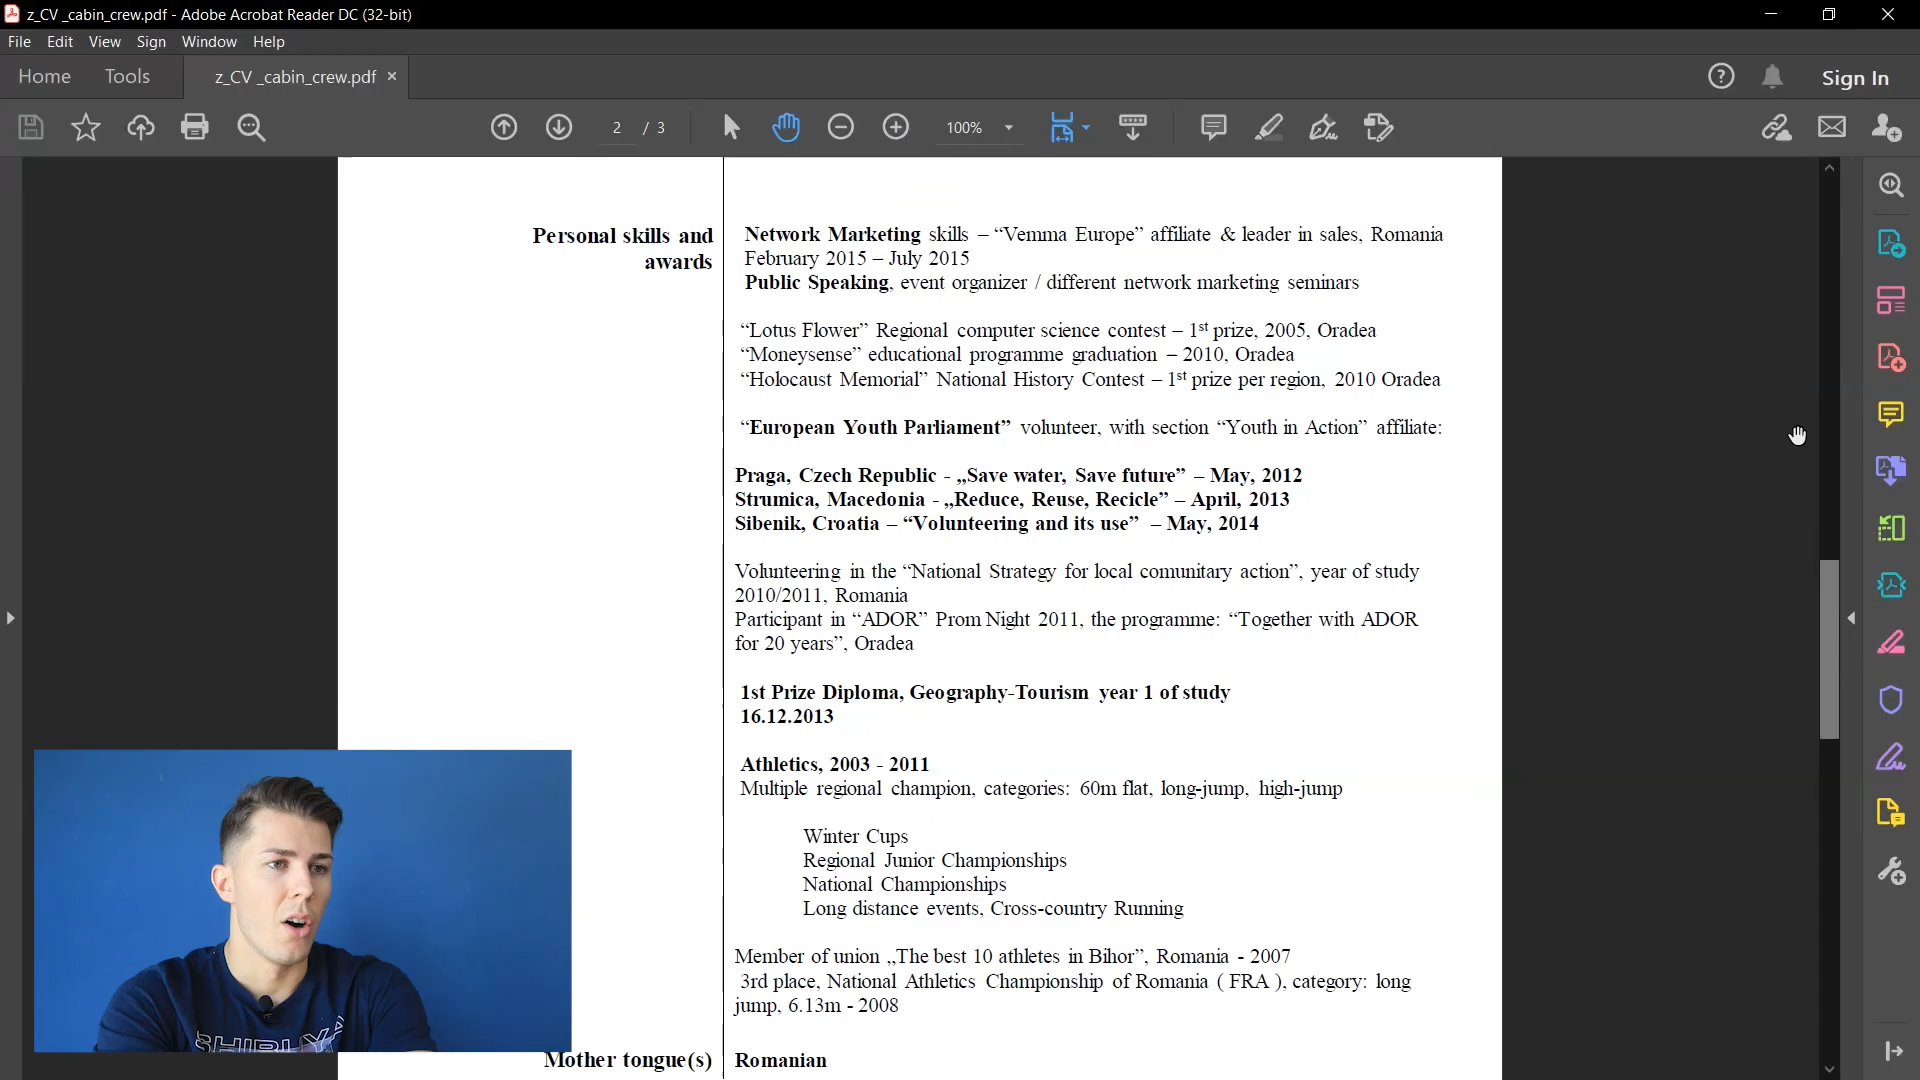 z_CV _cabin_crew.pdf - Adobe Acrobat Reader DC (32-bit)
File Edit View Sign Window Help
Home Tools z_CV _cabin_crew.pdf × Sign In
2 / 3 100%
Personal skills and
awards
Network Marketing skills – “Vemma Europe” affiliate & leader in sales, Romania
February 2015 – July 2015
Public Speaking, event organizer / different network marketing seminars
“Lotus Flower” Regional computer science contest – 1st prize, 2005, Oradea
“Moneysense” educational programme graduation – 2010, Oradea
“Holocaust Memorial” National History Contest – 1st prize per region, 2010 Oradea
“European Youth Parliament” volunteer, with section “Youth in Action” affiliate:
Praga, Czech Republic - „Save water, Save future” – May, 2012
Strumica, Macedonia - „Reduce, Reuse, Recicle” – April, 2013
Sibenik, Croatia – “Volunteering and its use” – May, 2014
Volunteering in the “National Strategy for local comunitary action”, year of study
2010/2011, Romania
Participant in “ADOR” Prom Night 2011, the programme: “Together with ADOR
for 20 years”, Oradea
1st Prize Diploma, Geography-Tourism year 1 of study
16.12.2013
Athletics, 2003 - 2011
Multiple regional champion, categories: 60m flat, long-jump, high-jump
Winter Cups
Regional Junior Championships
National Championships
Long distance events, Cross-country Running
Member of union „The best 10 athletes in Bihor”, Romania - 2007
3rd place, National Athletics Championship of Romania ( FRA ), category: long
jump, 6.13m - 2008
Mother tongue(s) Romanian
SHIBUYA